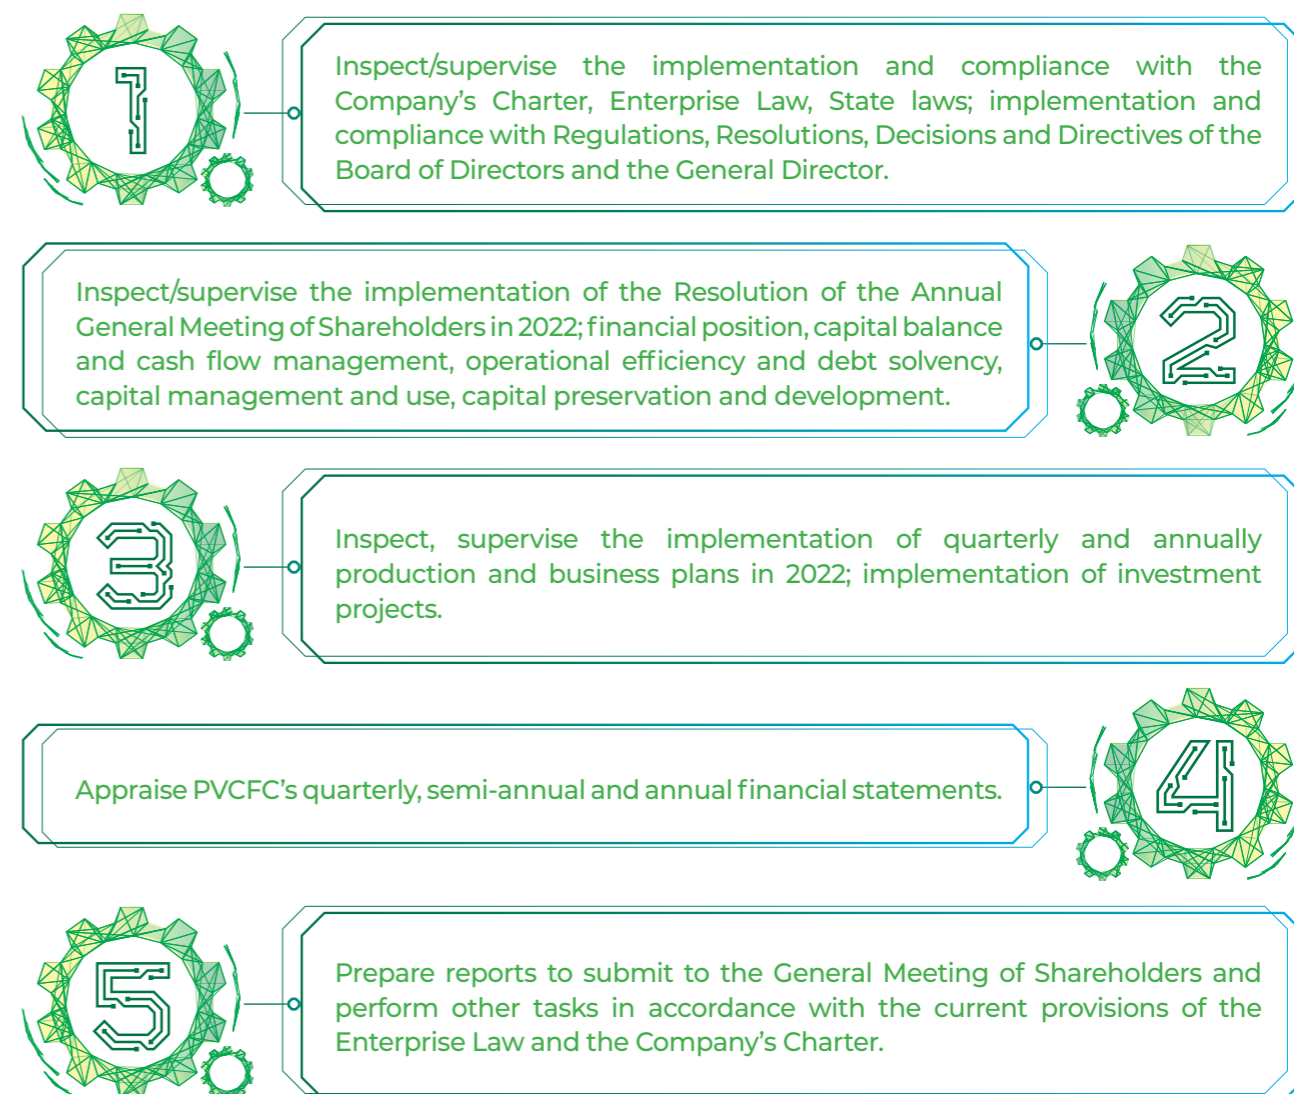 1
Inspect/supervise the implementation and compliance with the
Company's Charter, Enterprise Law, State laws; implementation and
compliance with Regulations, Resolutions, Decisions and Directives of the
Board of Directors and the General Director.
Inspect/supervise the implementation of the Resolution of the Annual
General Meeting of Shareholders in 2022; financial position, capital balance
and cash flow management, operational efficiency and debt solvency,
capital management and use, capital preservation and development.
2
3
Inspect, supervise the implementation of quarterly and annually
production and business plans in 2022; implementation of investment
projects.
Appraise PVCFC's quarterly, semi-annual and annual financial statements.
4
5
Prepare reports to submit to the General Meeting of Shareholders and
perform other tasks in accordance with the current provisions of the
Enterprise Law and the Company's Charter.